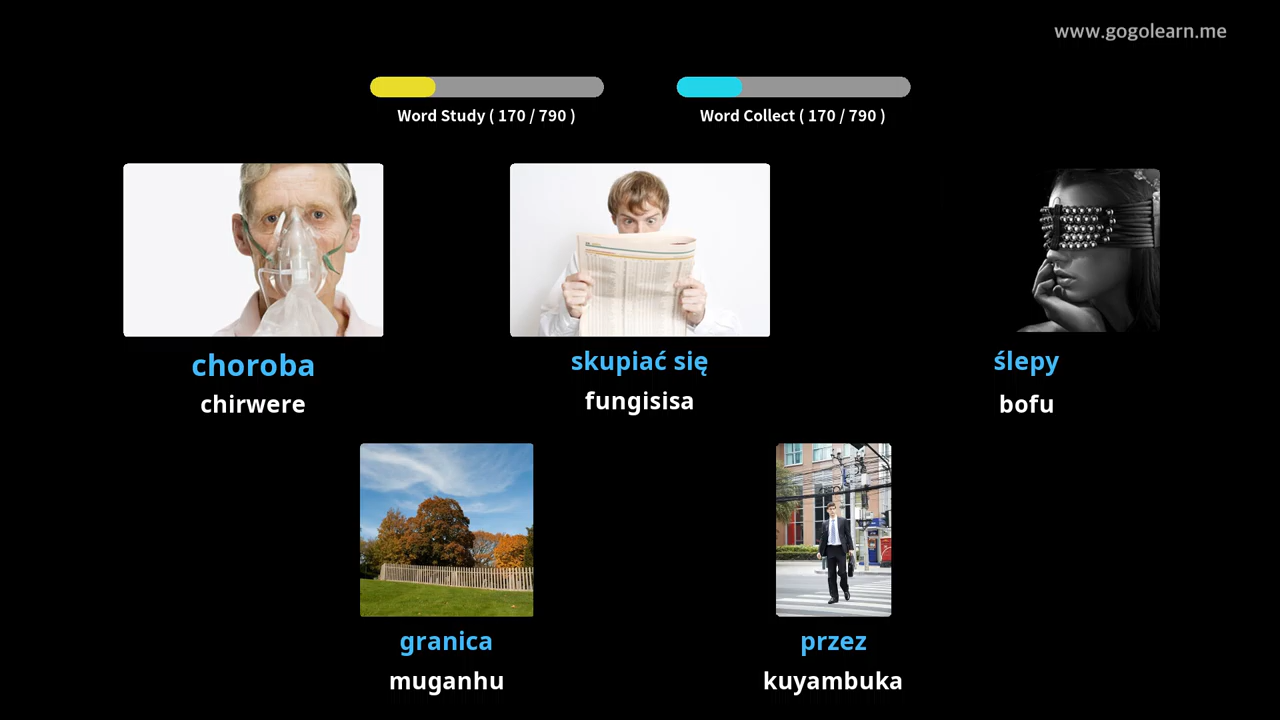 www.gogolearn.me
Word Study ( 170 / 790 )
Word Collect ( 170 / 790 )
choroba
chirwere
skupiać się
fungisisa
ślepy
bofu
granica
muganhu
przez
kuyambuka